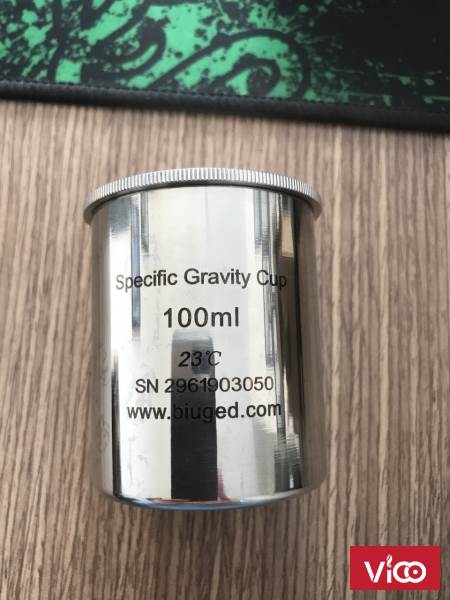 Specific Gravity Cup
100ml
23℃
SN 2961903050
www.biuged.com
ViCO